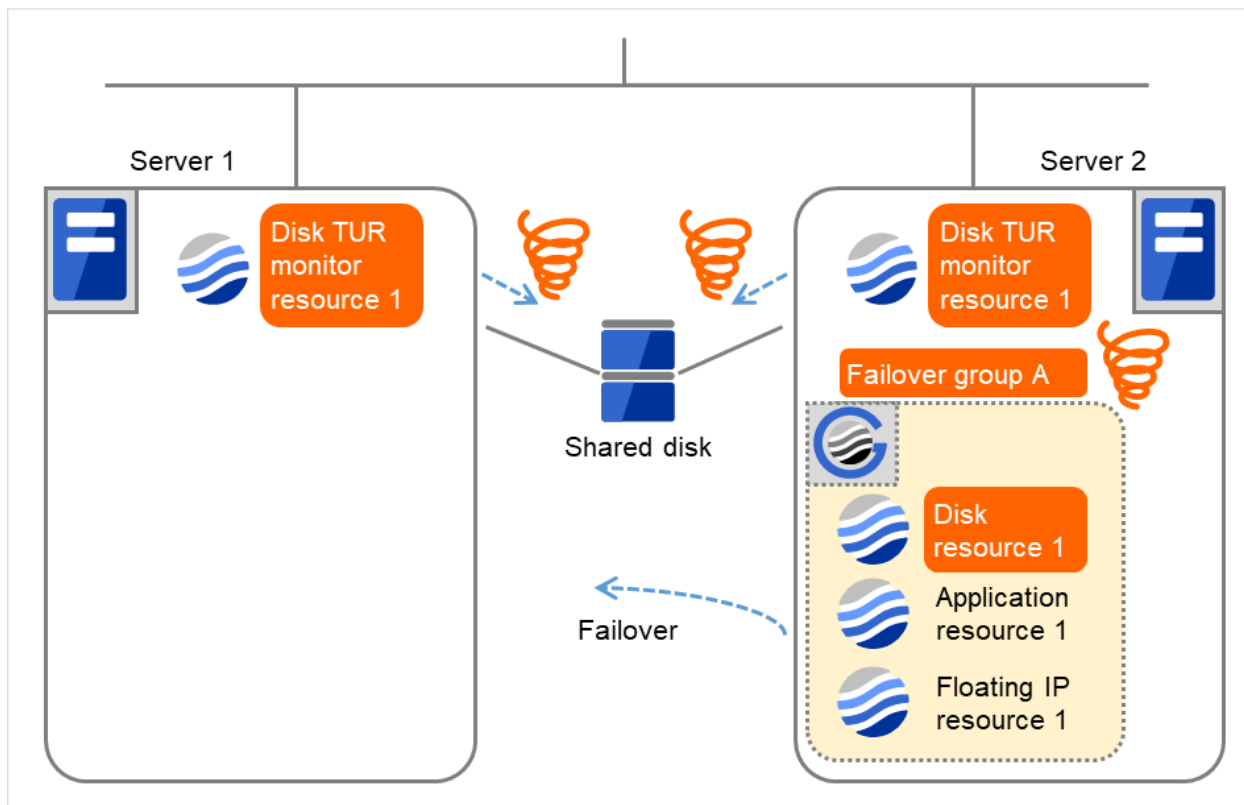 Server 1
Server 2
Disk TUR
monitor
resource 1
Disk TUR
monitor
resource 1
Failover group A
Shared disk
Disk
resource 1
Application
resource 1
Failover
Floating IP
resource 1